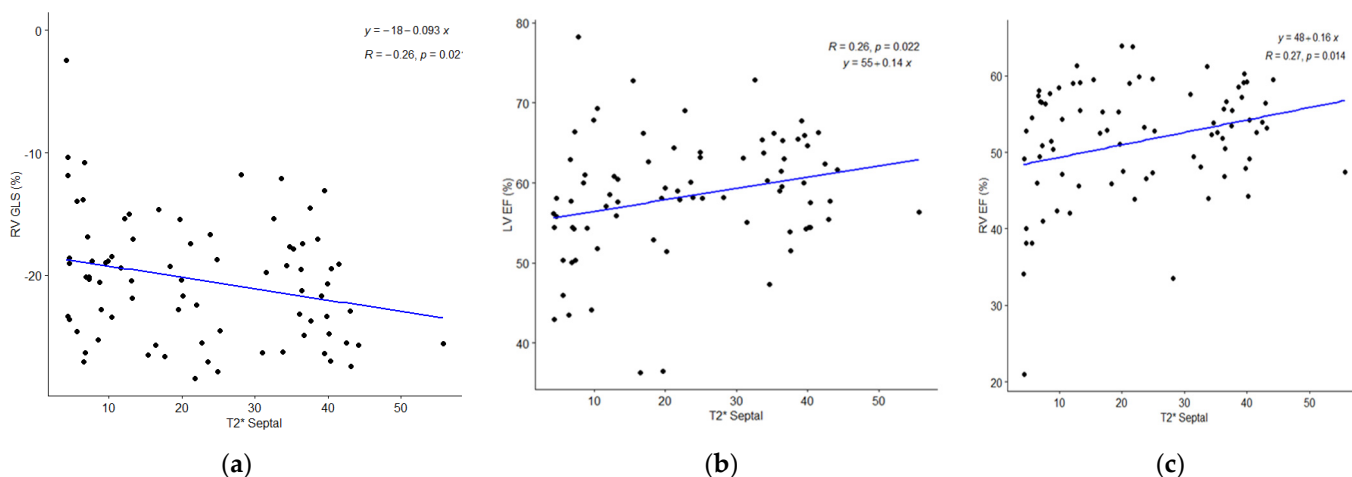 y = −18 − 0.093 x
R = −0.26, p = 0.02
0
-10
-20
RV GLS (%)
10 20 30 40 50
T2* Septal
(a)
R = 0.26, p = 0.022
y = 55 + 0.14 x
80
70
60
50
40
LV EF (%)
10 20 30 40 50
T2* Septal
(b)
y = 48 + 0.16 x
R = 0.27, p = 0.014
60
50
40
30
20
RV EF (%)
10 20 30 40 50
T2* Septal
(c)